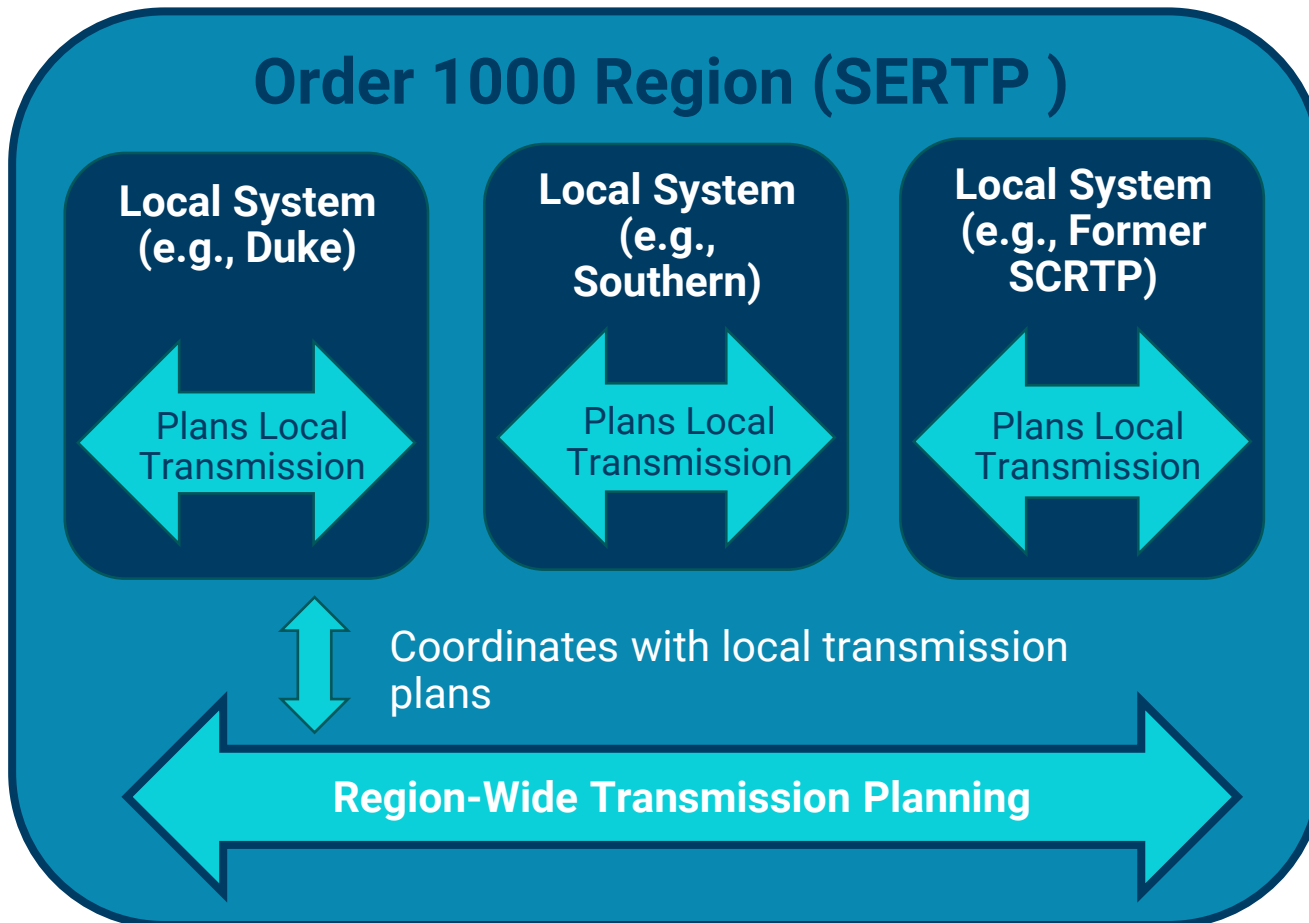 Order 1000 Region (SERTP )
Local System
(e.g., Duke)
Plans Local
Transmission
Local System
(e.g.,
Southern)
Plans Local
Transmission
Local System
(e.g., Former
SCRTP)
Plans Local
Transmission
Coordinates with local transmission
plans
Region-Wide Transmission Planning